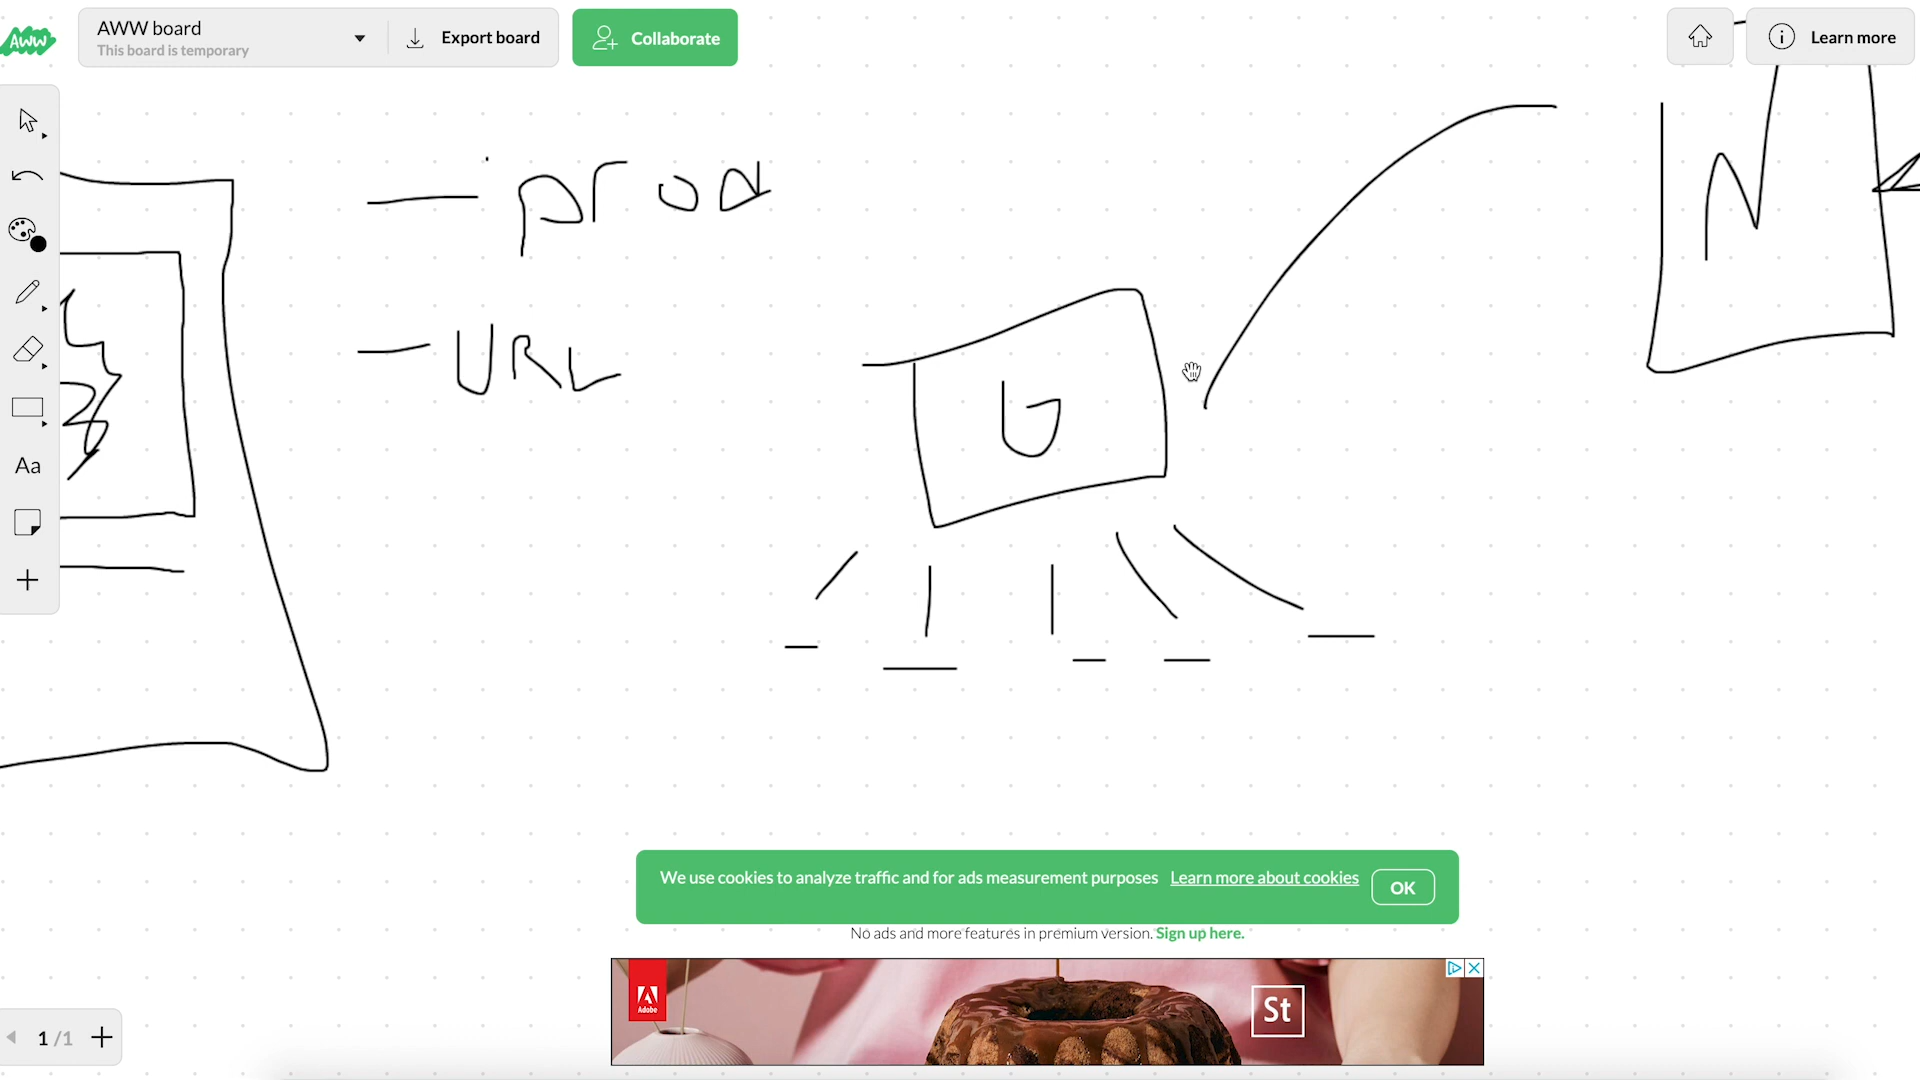 AWW
AWW board
This board is temporary
Export board
Collaborate
Learn more
prod
URL
G
N
Aa
We use cookies to analyze traffic and for ads measurement purposes Learn more about cookies OK
No ads and more features in premium version. Sign up here.
Adobe
St
1 /1